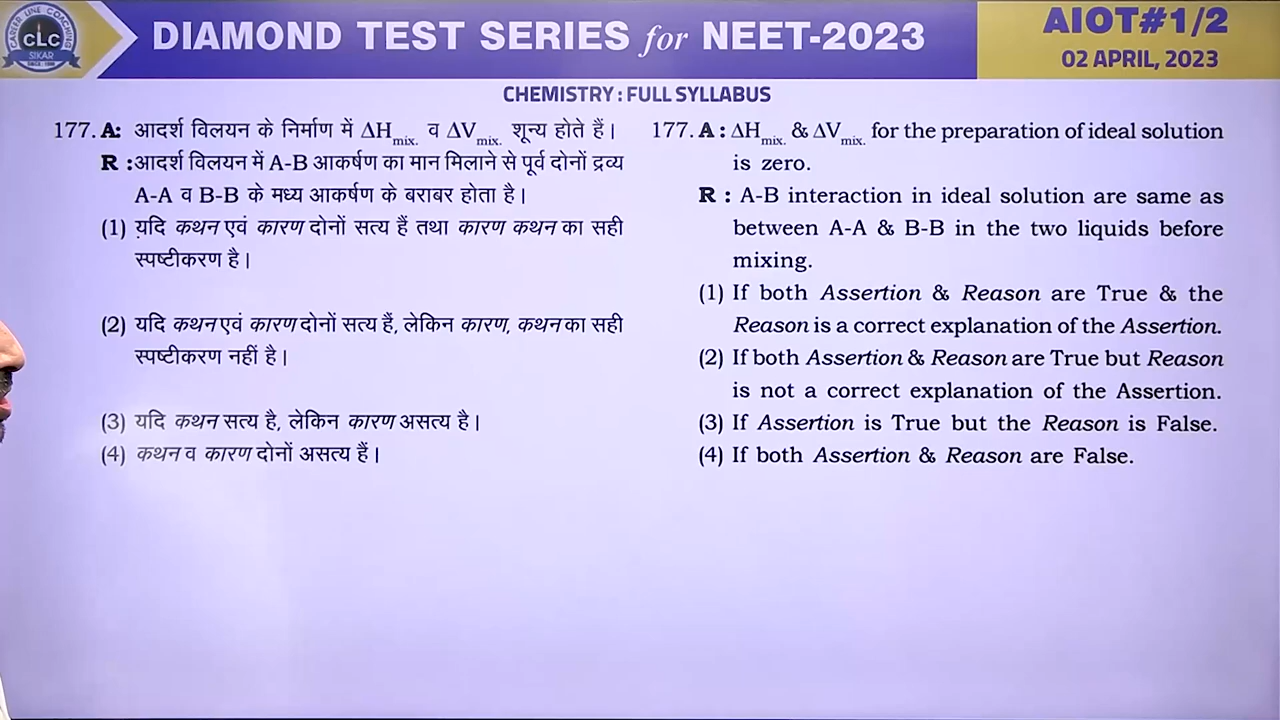 CAREER LINE COACHING
CLC
SIKAR
DIAMOND TEST SERIES for NEET-2023
AIOT#1/2
02 APRIL, 2023
CHEMISTRY : FULL SYLLABUS
177. A: आदर्श विलयन के निर्माण में ΔHmix. व ΔVmix. शून्य होते हैं।
R :आदर्श विलयन में A-B आकर्षण का मान मिलाने से पूर्व दोनों द्रव्य
A-A व B-B के मध्य आकर्षण के बराबर होता है।
(1) यदि कथन एवं कारण दोनों सत्य हैं तथा कारण कथन का सही
स्पष्टीकरण है।
(2) यदि कथन एवं कारण दोनों सत्य हैं, लेकिन कारण, कथन का सही
स्पष्टीकरण नहीं है।
(3) यदि कथन सत्य है, लेकिन कारण असत्य है।
(4) कथन व कारण दोनों असत्य हैं।
177. A : ΔHmix. & ΔVmix. for the preparation of ideal solution
is zero.
R : A-B interaction in ideal solution are same as
between A-A & B-B in the two liquids before
mixing.
(1) If both Assertion & Reason are True & the
Reason is a correct explanation of the Assertion.
(2) If both Assertion & Reason are True but Reason
is not a correct explanation of the Assertion.
(3) If Assertion is True but the Reason is False.
(4) If both Assertion & Reason are False.